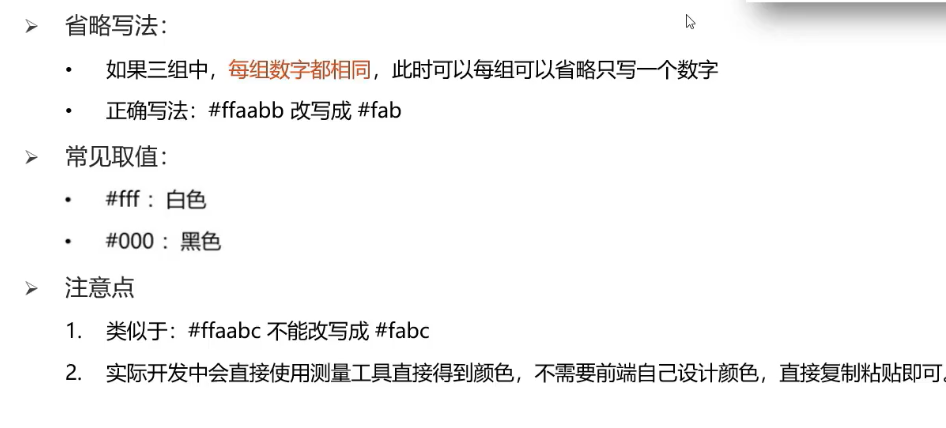 ➢ 省略写法：
• 如果三组中，每组数字都相同，此时可以每组可以省略只写一个数字
• 正确写法：#ffaabb 改写成 #fab
➢ 常见取值：
• #fff ：白色
• #000 ：黑色
➢ 注意点
1. 类似于：#ffaabc 不能改写成 #fabc
2. 实际开发中会直接使用测量工具直接得到颜色，不需要前端自己设计颜色，直接复制粘贴即可。